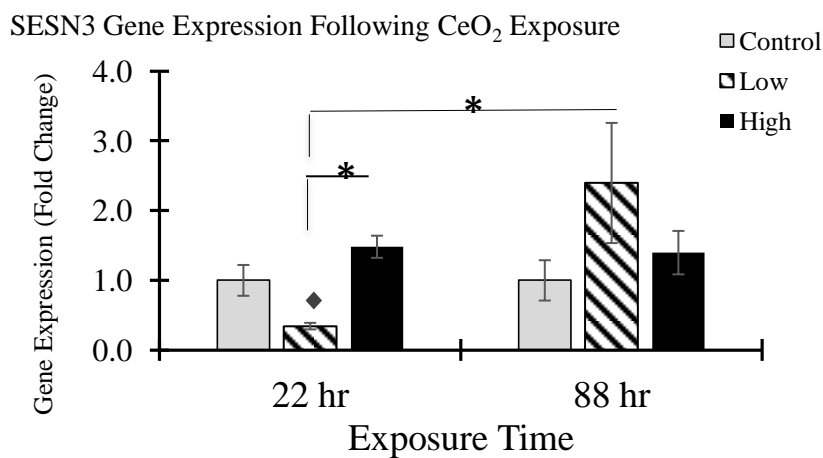 SESN3 Gene Expression Following CeO₂ Exposure
Control
Low
High
Gene Expression (Fold Change)
4.0
3.0
2.0
1.0
0.0
*
*
22 hr
88 hr
Exposure Time